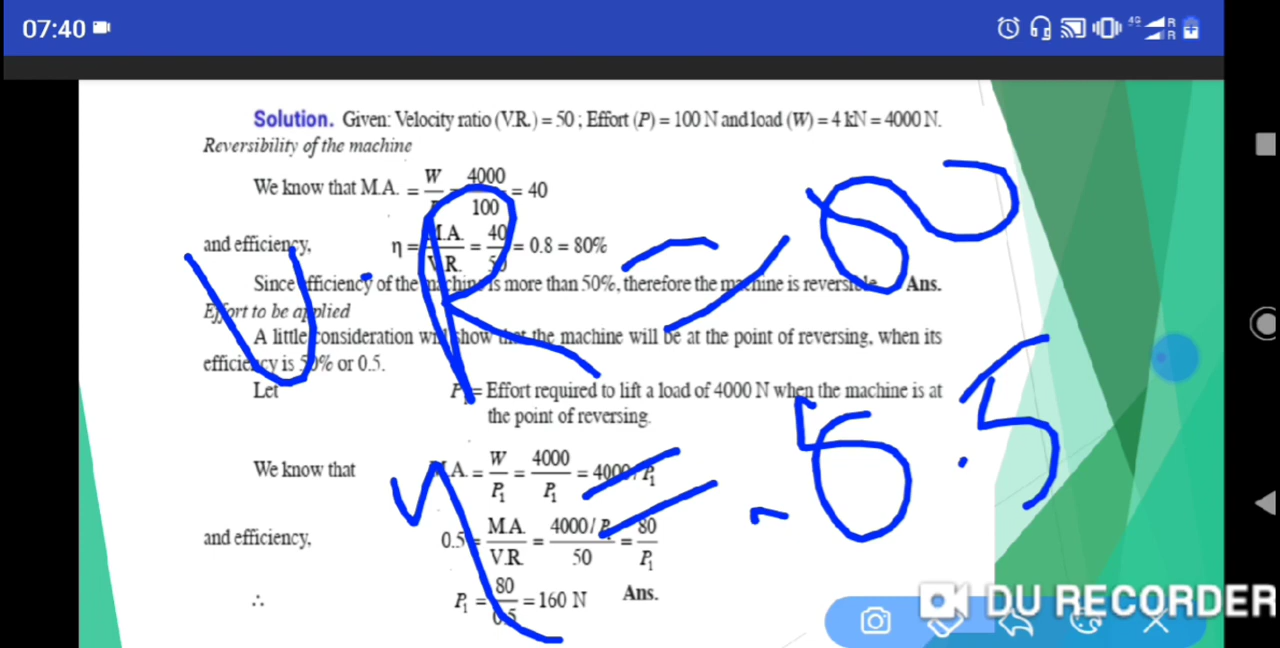 07:40
4G R R
Solution. Given: Velocity ratio (V.R.) = 50 ; Effort (P) = 100 N and load (W) = 4 kN = 4000 N.
Reversibility of the machine
We know that M.A. = W / = 4000 / 100 = 40
and efficiency, η = M.A. / V.R. = 40 / 50 = 0.8 = 80%
Since efficiency of the machine is more than 50%, therefore the machine is reversible. Ans.
Effort to be applied
A little consideration will show that the machine will be at the point of reversing, when its
efficiency is 50% or 0.5.
Let P₁ = Effort required to lift a load of 4000 N when the machine is at
the point of reversing.
We know that M.A. = W / P₁ = 4000 / P₁ = 4000 / P₁
and efficiency, 0.5 = M.A. / V.R. = 4000 / P₁ / 50 = 80 / P₁
∴ P₁ = 80 / 0.5 = 160 N Ans.
DU RECORDER